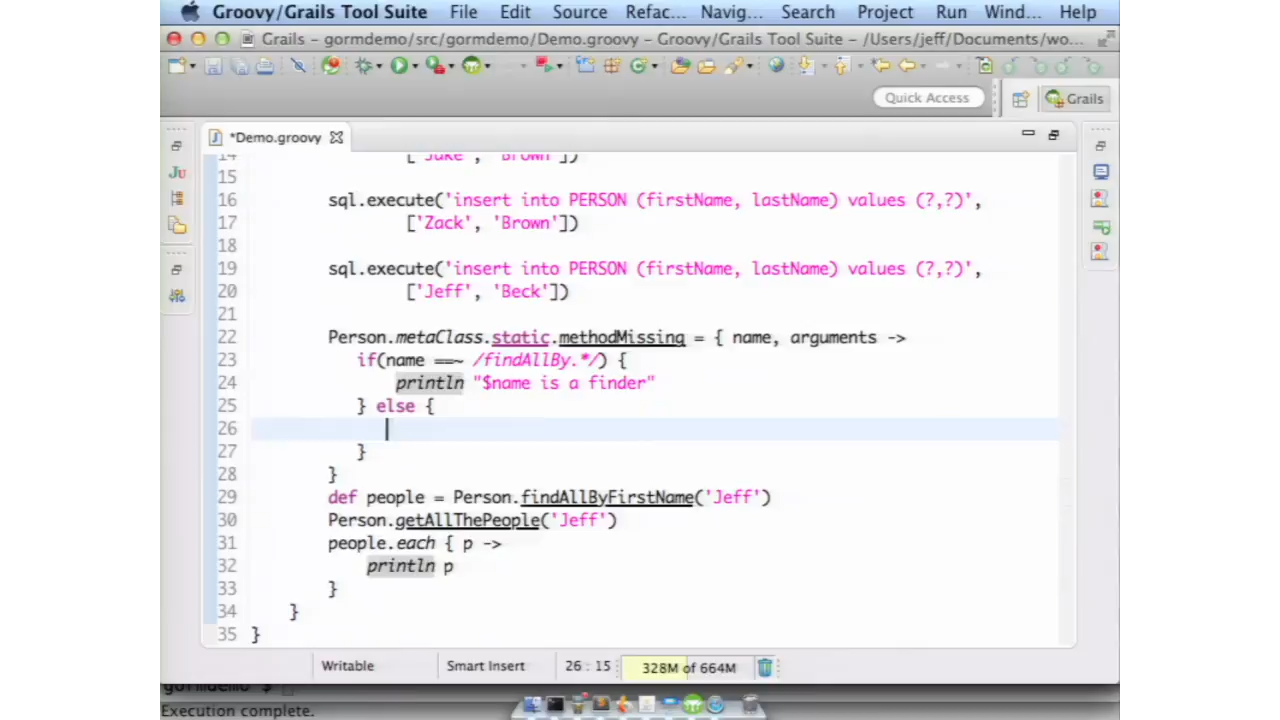 Groovy/Grails Tool Suite File Edit Source Refac... Navig... Search Project Run Wind... Help
Grails - gormdemo/src/gormdemo/Demo.groovy - Groovy/Grails Tool Suite - /Users/jeff/Documents/wo...
Quick Access
Grails
*Demo.groovy
14 ['Jake', 'Brown'])
15
16 sql.execute('insert into PERSON (firstName, lastName) values (?,?)',
17 ['Zack', 'Brown'])
18
19 sql.execute('insert into PERSON (firstName, lastName) values (?,?)',
20 ['Jeff', 'Beck'])
21
22 Person.metaClass.static.methodMissing = { name, arguments ->
23 if(name ==~ /findAllBy.*/) {
24 println "$name is a finder"
25 } else {
26
27 }
28 }
29 def people = Person.findAllByFirstName('Jeff')
30 Person.getAllThePeople('Jeff')
31 people.each { p ->
32 println p
33 }
34 }
35 }
Writable Smart Insert 26 : 15 328M of 664M
gormdemo $
Execution complete.